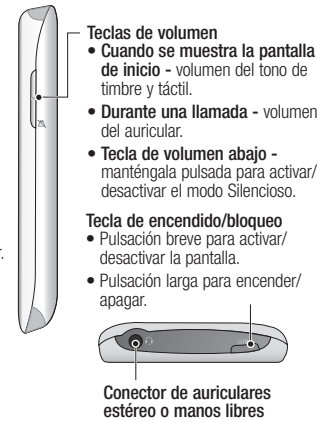 Teclas de volumen
• Cuando se muestra la pantalla
de inicio - volumen del tono de
timbre y táctil.
• Durante una llamada - volumen
del auricular.
• Tecla de volumen abajo -
manténgala pulsada para activar/
desactivar el modo Silencioso.
Tecla de encendido/bloqueo
• Pulsación breve para activar/
desactivar la pantalla.
r.
• Pulsación larga para encender/
apagar.
Conector de auriculares
estéreo o manos libres